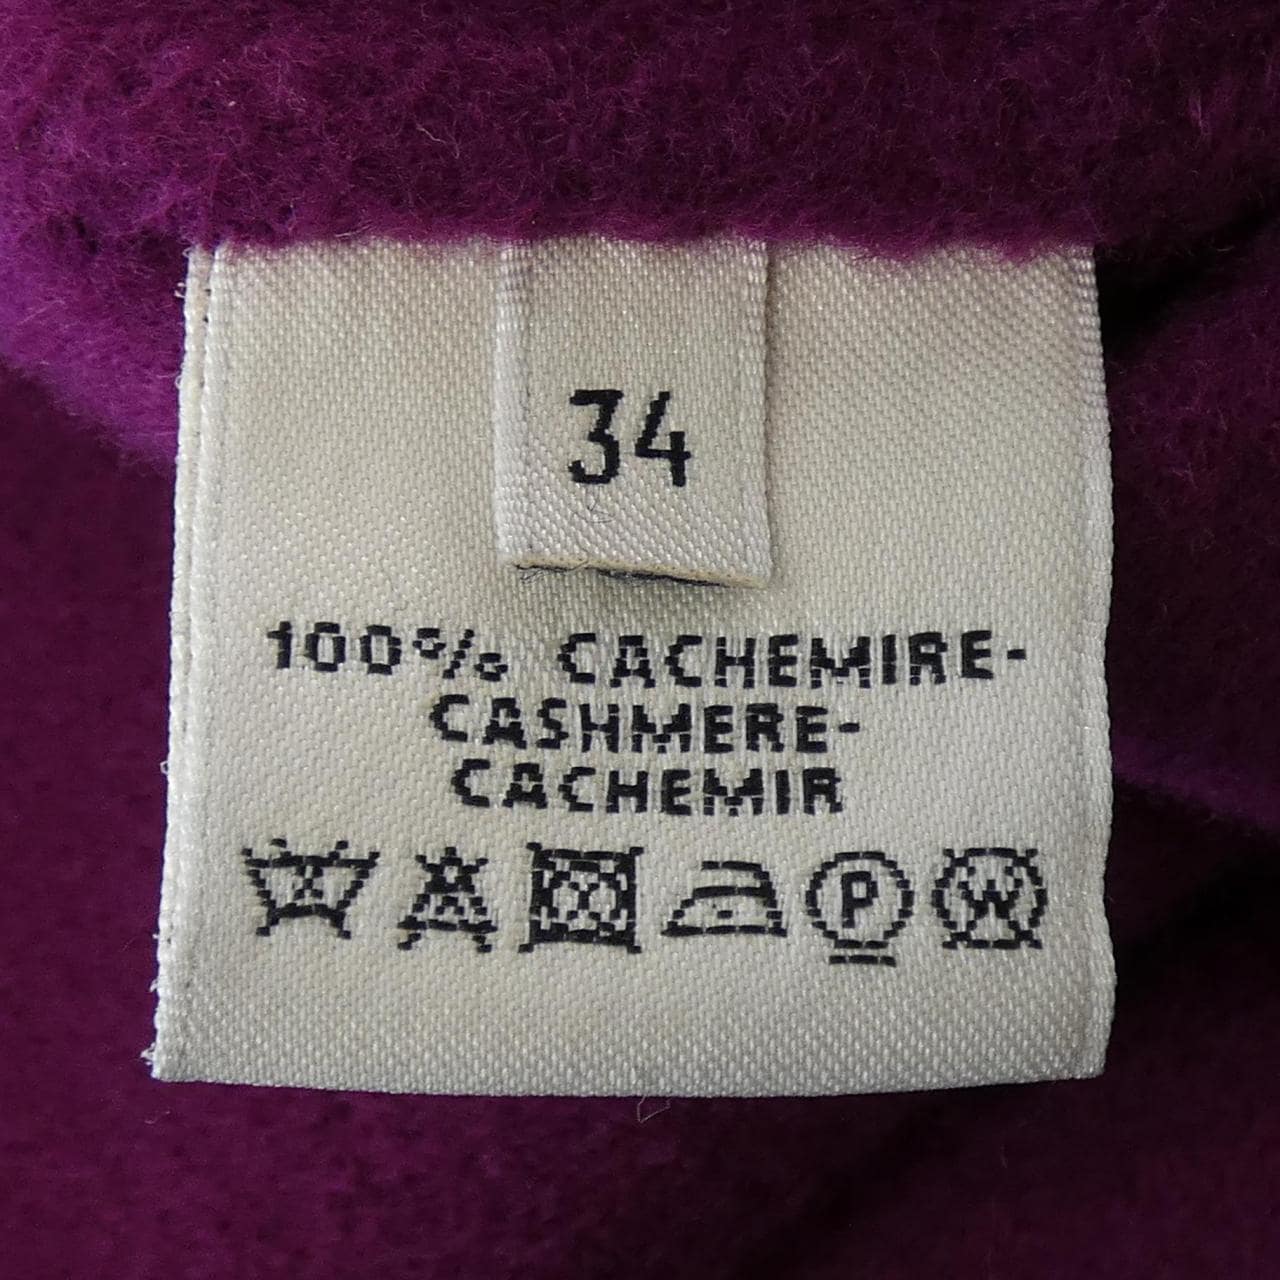 34
100% CACHEMIRE-
CASHMERE-
CACHEMIR
P W